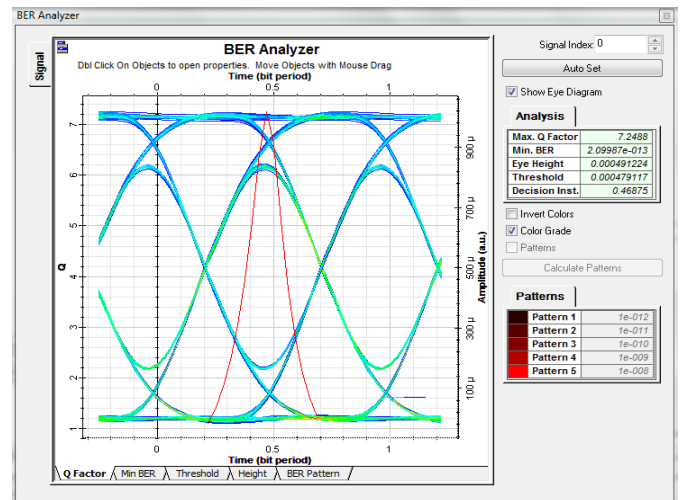 BER Analyzer
Signal
BER Analyzer
Dbl Click On Objects to open properties. Move Objects with Mouse Drag
Time (bit period)
0 0.5 1
Q
7
6
5
4
3
2
1
Amplitude (a.u.)
900 µ
700 µ
500 µ
300 µ
100 µ
0 0.5 1
Time (bit period)
Q Factor Min BER Threshold Height BER Pattern
Signal Index: 0
Auto Set
Show Eye Diagram
Analysis
Max. Q Factor 7.2488
Min. BER 2.09987e-013
Eye Height 0.000491224
Threshold 0.000479117
Decision Inst. 0.46875
Invert Colors
Color Grade
Patterns
Calculate Patterns
Patterns
Pattern 1 1e-012
Pattern 2 1e-011
Pattern 3 1e-010
Pattern 4 1e-009
Pattern 5 1e-008